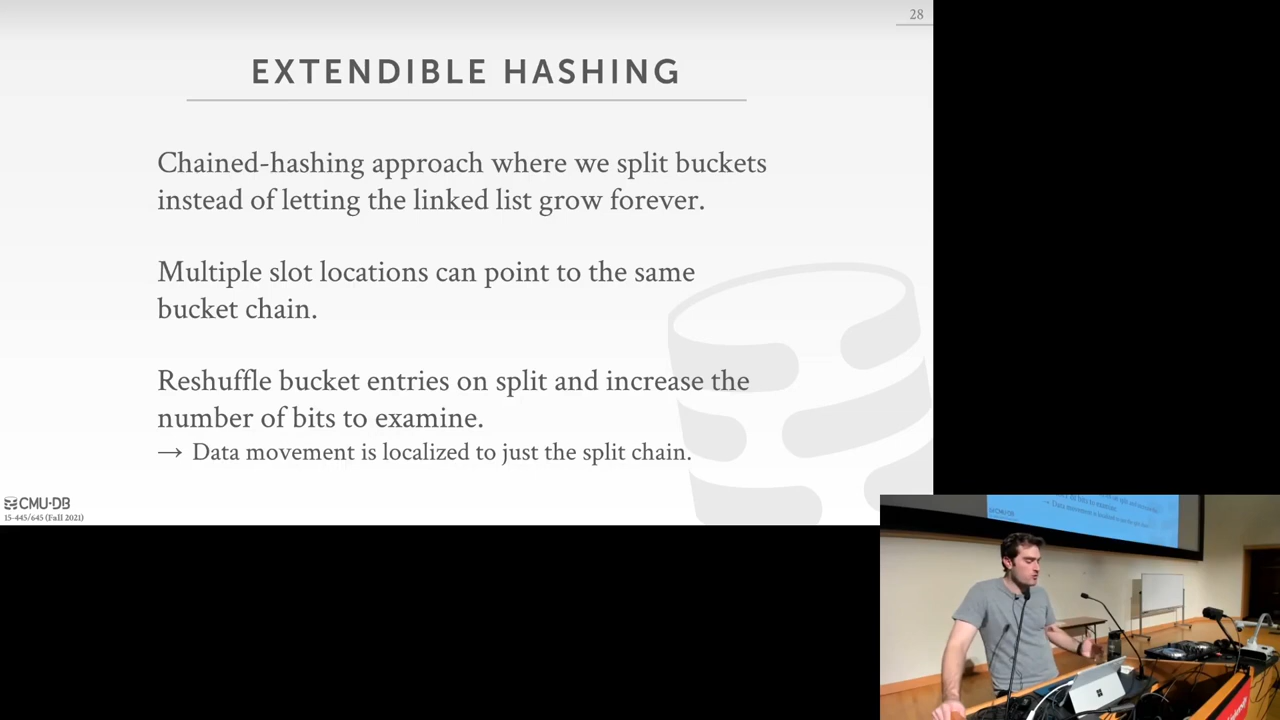 28
EXTENDIBLE HASHING
Chained-hashing approach where we split buckets
instead of letting the linked list grow forever.
Multiple slot locations can point to the same
bucket chain.
Reshuffle bucket entries on split and increase the
number of bits to examine.
→ Data movement is localized to just the split chain.
CMU·DB
15-445/645 (Fall 2021)